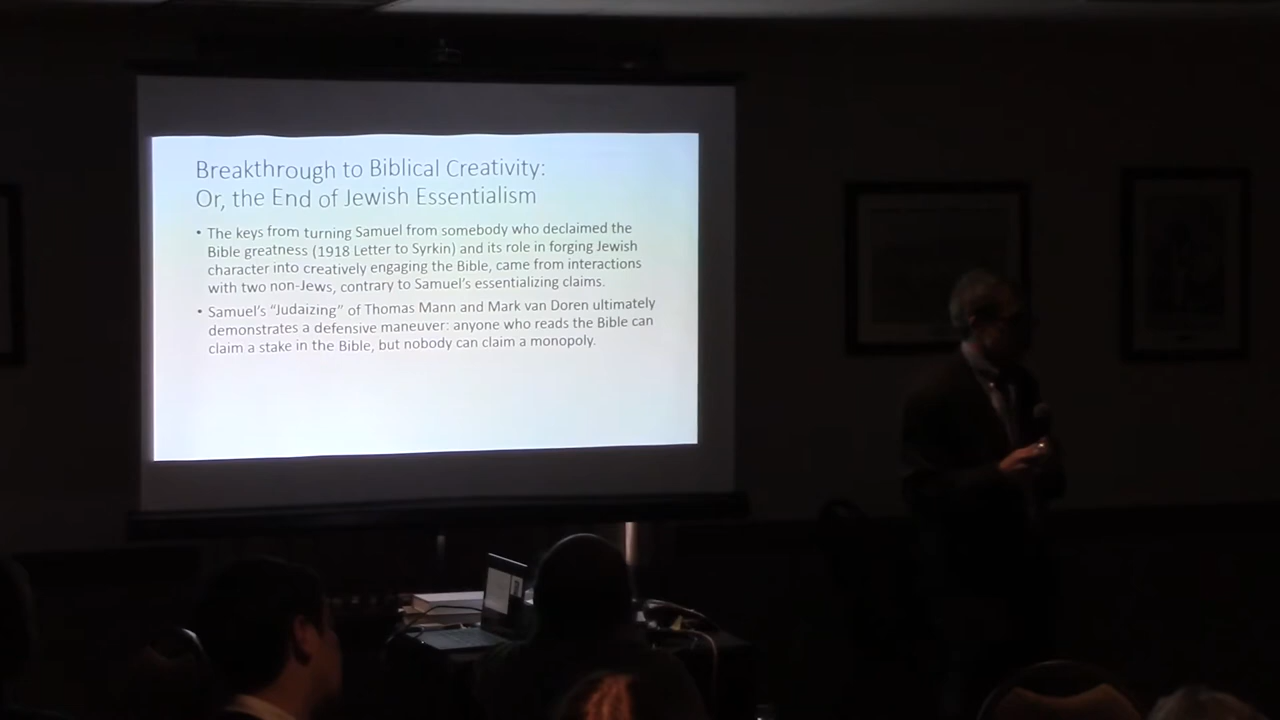 Breakthrough to Biblical Creativity:
Or, the End of Jewish Essentialism
• The keys from turning Samuel from somebody who declaimed the
Bible greatness (1918 Letter to Syrkin) and its role in forging Jewish
character into creatively engaging the Bible, came from interactions
with two non-Jews, contrary to Samuel's essentializing claims.
• Samuel's "Judaizing" of Thomas Mann and Mark van Doren ultimately
demonstrates a defensive maneuver: anyone who reads the Bible can
claim a stake in the Bible, but nobody can claim a monopoly.